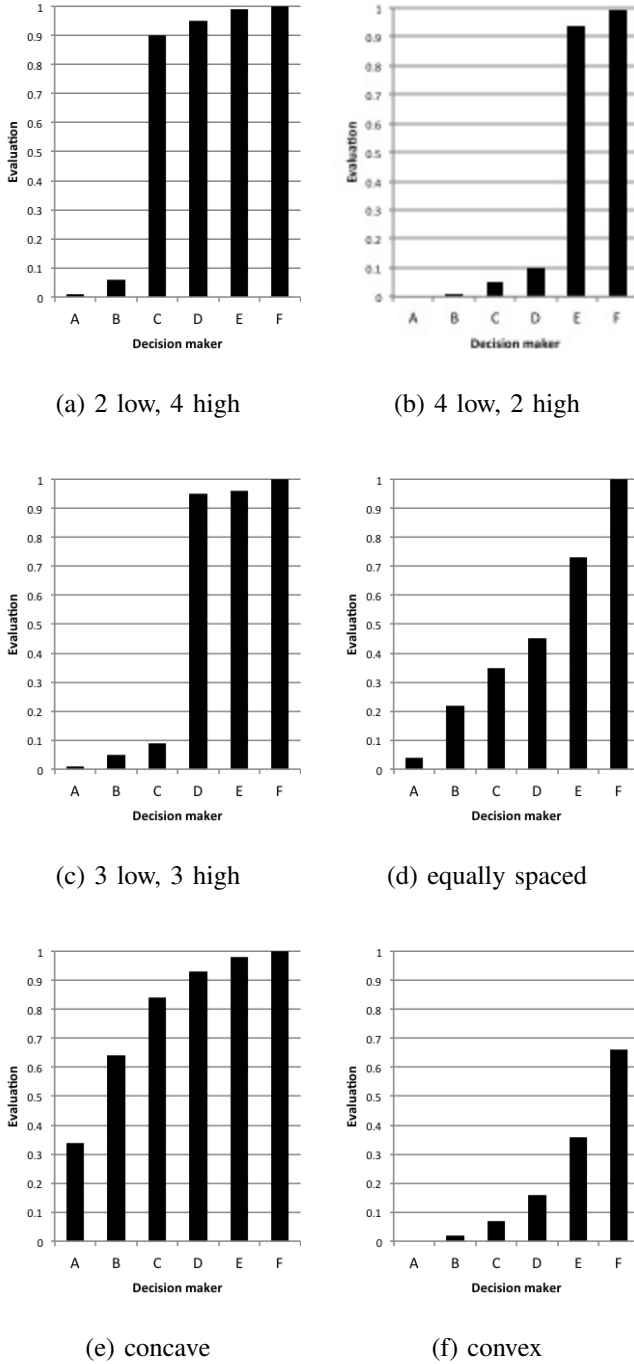 1
0.9
0.8
0.7
0.6
0.5
0.4
0.3
0.2
0.1
0
Evaluation
A B C D E F
Decision maker
(a) 2 low, 4 high
1
0.9
0.8
0.7
0.6
0.5
0.4
0.3
0.2
0.1
0
Evaluation
A B C D E F
Decision maker
(b) 4 low, 2 high
1
0.9
0.8
0.7
0.6
0.5
0.4
0.3
0.2
0.1
0
Evaluation
A B C D E F
Decision maker
(c) 3 low, 3 high
1
0.9
0.8
0.7
0.6
0.5
0.4
0.3
0.2
0.1
0
Evaluation
A B C D E F
Decision maker
(d) equally spaced
1
0.9
0.8
0.7
0.6
0.5
0.4
0.3
0.2
0.1
0
Evaluation
A B C D E F
Decision maker
(e) concave
1
0.9
0.8
0.7
0.6
0.5
0.4
0.3
0.2
0.1
0
Evaluation
A B C D E F
Decision maker
(f) convex